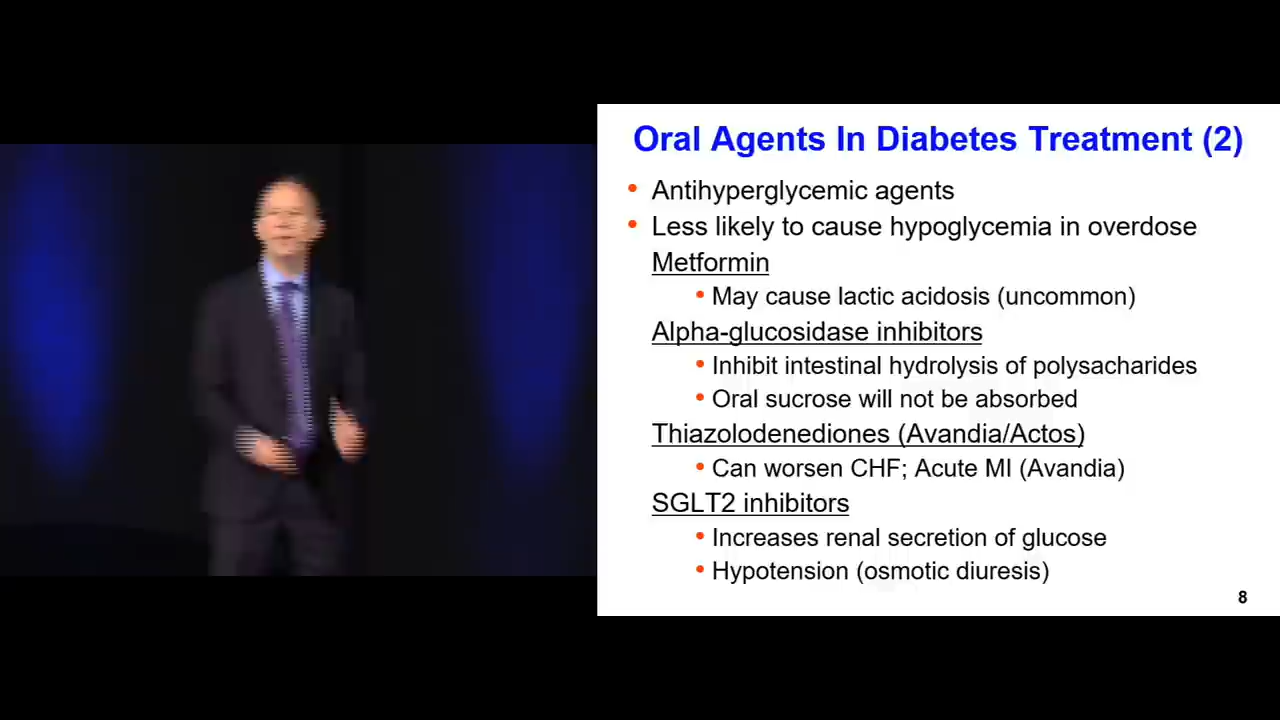 Oral Agents In Diabetes Treatment (2)
• Antihyperglycemic agents
• Less likely to cause hypoglycemia in overdose
Metformin
• May cause lactic acidosis (uncommon)
Alpha-glucosidase inhibitors
• Inhibit intestinal hydrolysis of polysacharides
• Oral sucrose will not be absorbed
Thiazolodenediones (Avandia/Actos)
• Can worsen CHF; Acute MI (Avandia)
SGLT2 inhibitors
• Increases renal secretion of glucose
• Hypotension (osmotic diuresis)
8